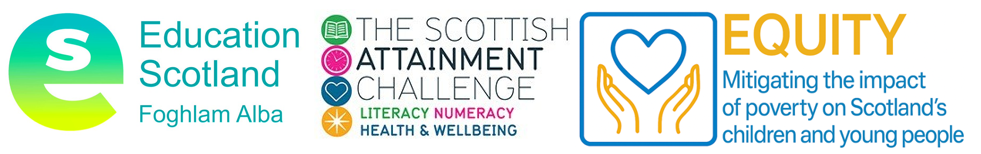 Education
Scotland
Foghlam Alba
THE SCOTTISH
ATTAINMENT
CHALLENGE
LITERACY NUMERACY
HEALTH & WELLBEING
EQUITY
Mitigating the impact
of poverty on Scotland's
children and young people